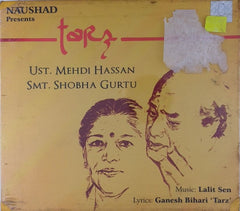 NAUSHAD
Presents
tarz
UST. MEHDI HASSAN
SMT. SHOBHA GURTU
Music: Lalit Sen
Lyrics: Ganesh Bihari 'Tarz'